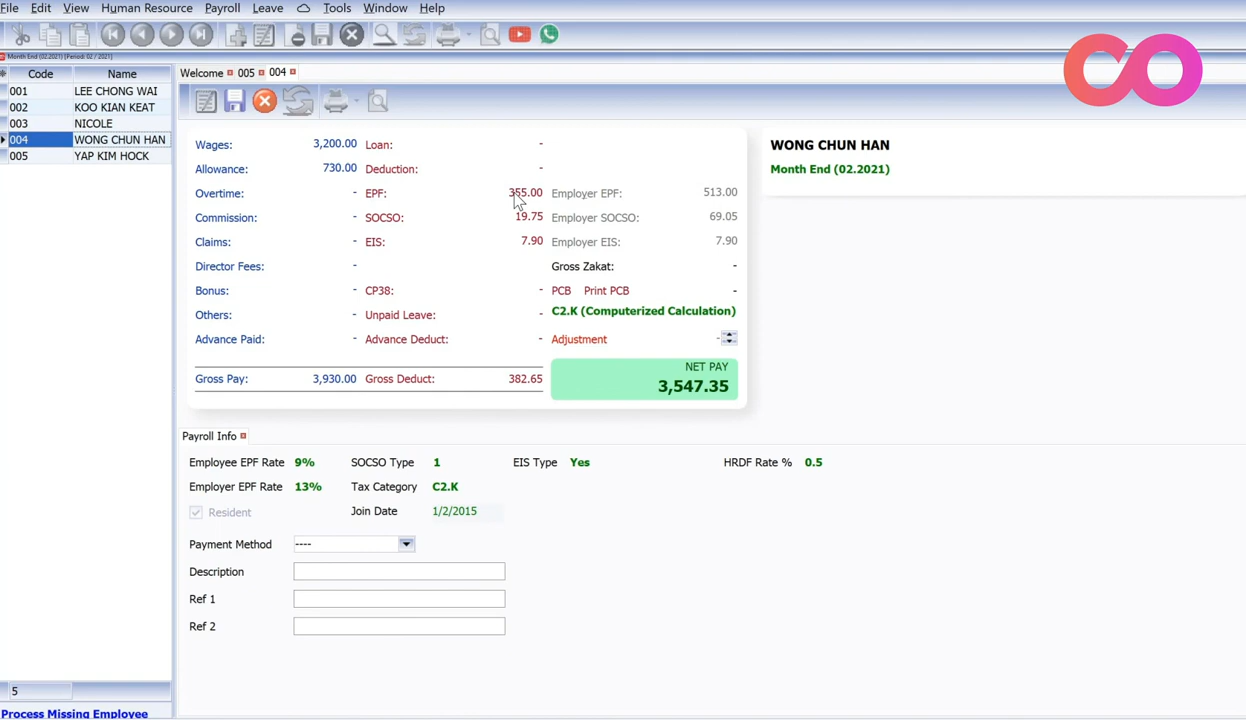 File Edit View Human Resource Payroll Leave Tools Window Help
Month End (02.2021) [Period: 02 / 2021]
Code Name
001 LEE CHONG WAI
002 KOO KIAN KEAT
003 NICOLE
004 WONG CHUN HAN
005 YAP KIM HOCK
5
Process Missing Employee
Welcome 005 004
Wages: 3,200.00 Loan: -
Allowance: 730.00 Deduction: -
Overtime: - EPF: 355.00 Employer EPF: 513.00
Commission: - SOCSO: 19.75 Employer SOCSO: 69.05
Claims: - EIS: 7.90 Employer EIS: 7.90
Director Fees: - Gross Zakat: -
Bonus: - CP38: - PCB Print PCB -
Others: - Unpaid Leave: - C2.K (Computerized Calculation)
Advance Paid: - Advance Deduct: - Adjustment -
Gross Pay: 3,930.00 Gross Deduct: 382.65
NET PAY
3,547.35
WONG CHUN HAN
Month End (02.2021)
Payroll Info
Employee EPF Rate 9% SOCSO Type 1 EIS Type Yes HRDF Rate % 0.5
Employer EPF Rate 13% Tax Category C2.K
Resident Join Date 1/2/2015
Payment Method ----
Description
Ref 1
Ref 2